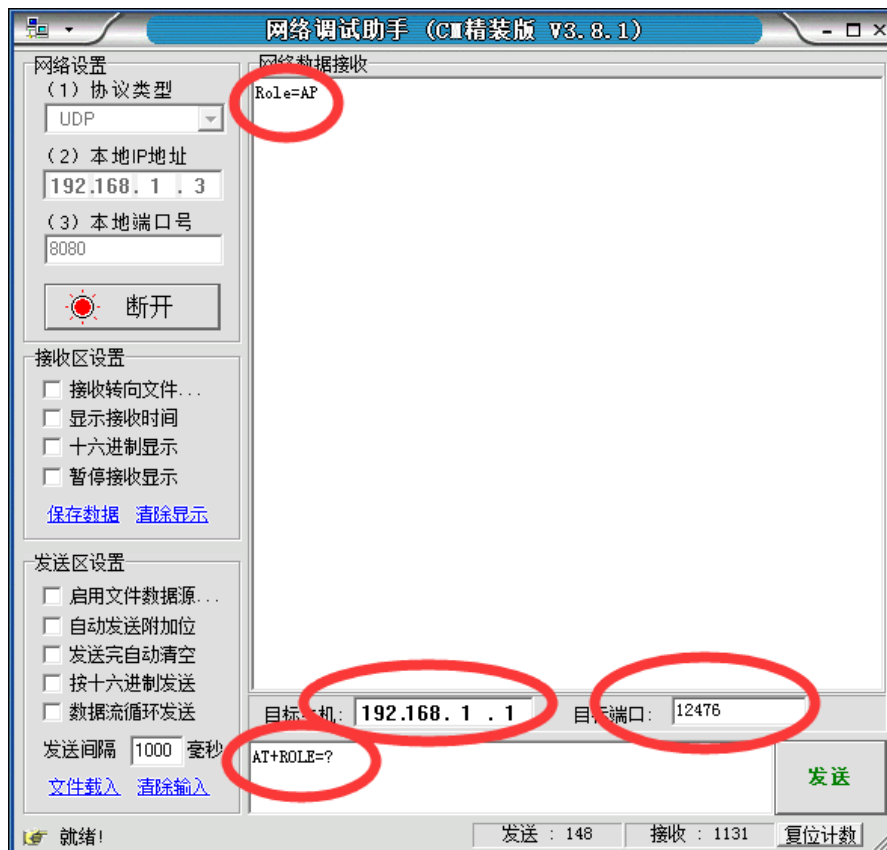 网络调试助手 (CM精装版 V3.8.1)
网络设置
(1) 协议类型
UDP
(2) 本地IP地址
192.168. 1 . 3
(3) 本地端口号
8080
断开
接收区设置
接收转向文件...
显示接收时间
十六进制显示
暂停接收显示
保存数据 清除显示
发送区设置
启用文件数据源...
自动发送附加位
发送完自动清空
按十六进制发送
数据流循环发送
发送间隔 1000 毫秒
文件载入 清除输入
网络数据接收
Role=AP
目标主机: 192.168. 1 . 1 目标端口: 12476
AT+ROLE=?
发送
就绪!
发送 : 148 接收 : 1131 复位计数